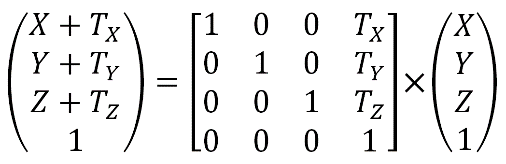 (X + T_X) [1 0 0 T_X] (X)
(Y + T_Y) = [0 1 0 T_Y] × (Y)
(Z + T_Z) [0 0 1 T_Z] (Z)
(1) [0 0 0 1] (1)